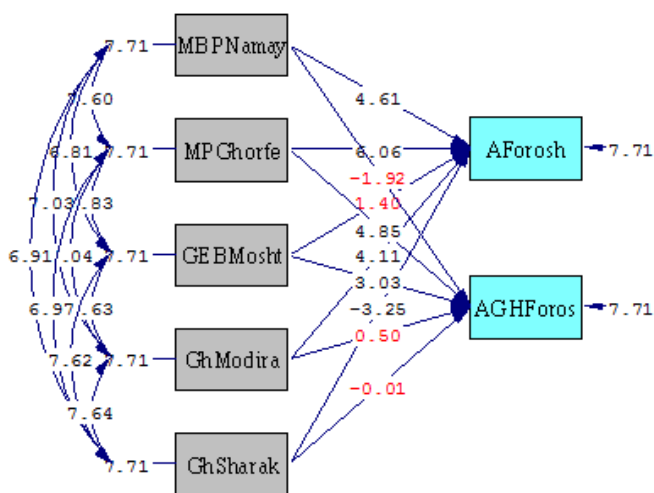 7.71 MBPNamay
7.60
4.61
7.71 MPGhorfe
6.06
AForosh 7.71
6.81
-1.92
1.40
7.03 .83
4.85
7.71 GEBMosht
4.11
6.91 .04
3.03
6.97 .63
-3.25
AGHForos 7.71
0.50
7.71 GhModira
7.62
-0.01
7.64
7.71 GhSharak